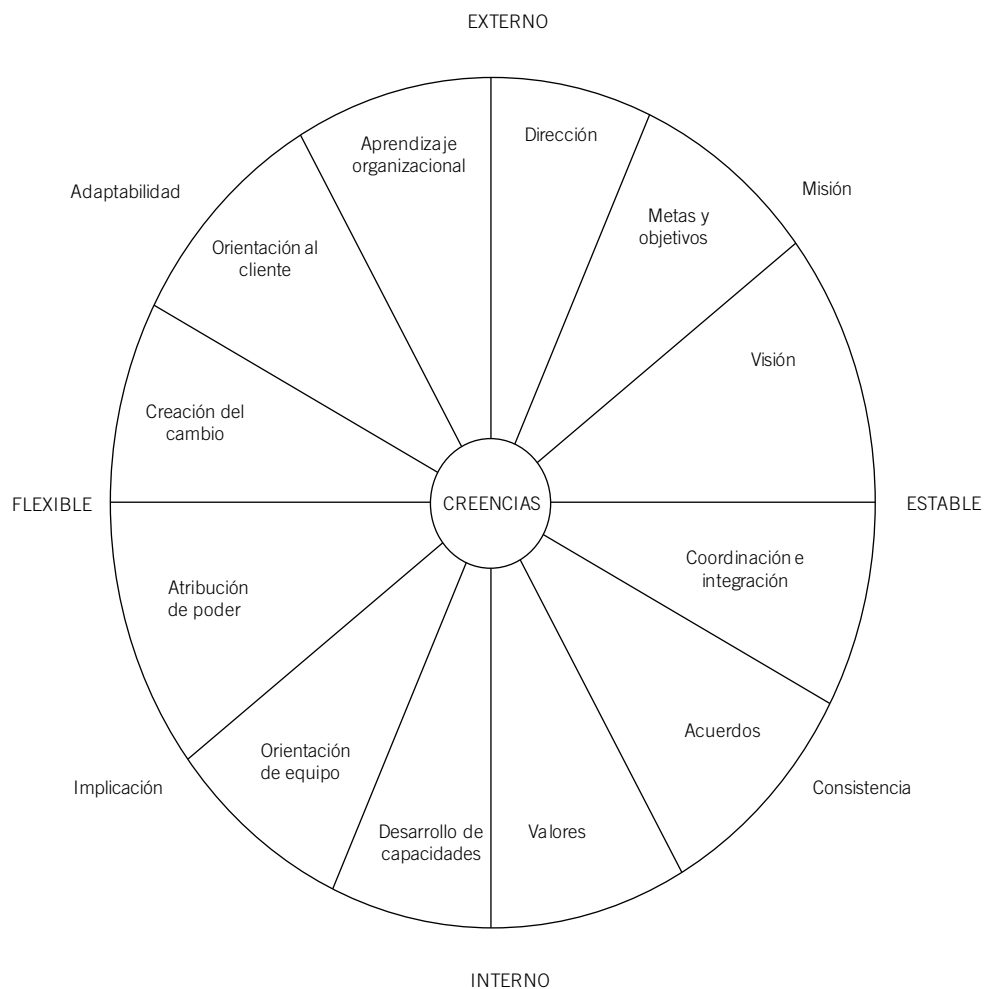 EXTERNO
Aprendizaje
organizacional
Dirección
Adaptabilidad
Misión
Metas y
objetivos
Orientación al
cliente
Visión
Creación del
cambio
FLEXIBLE
CREENCIAS
ESTABLE
Coordinación e
integración
Atribución
de poder
Acuerdos
Orientación
de equipo
Implicación
Consistencia
Desarrollo de
capacidades
Valores
INTERNO